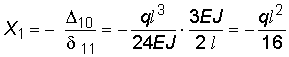 X₁ = − Δ₁₀ / δ₁₁ = − ql³ / 24EJ · 3EJ / 2l = − ql² / 16